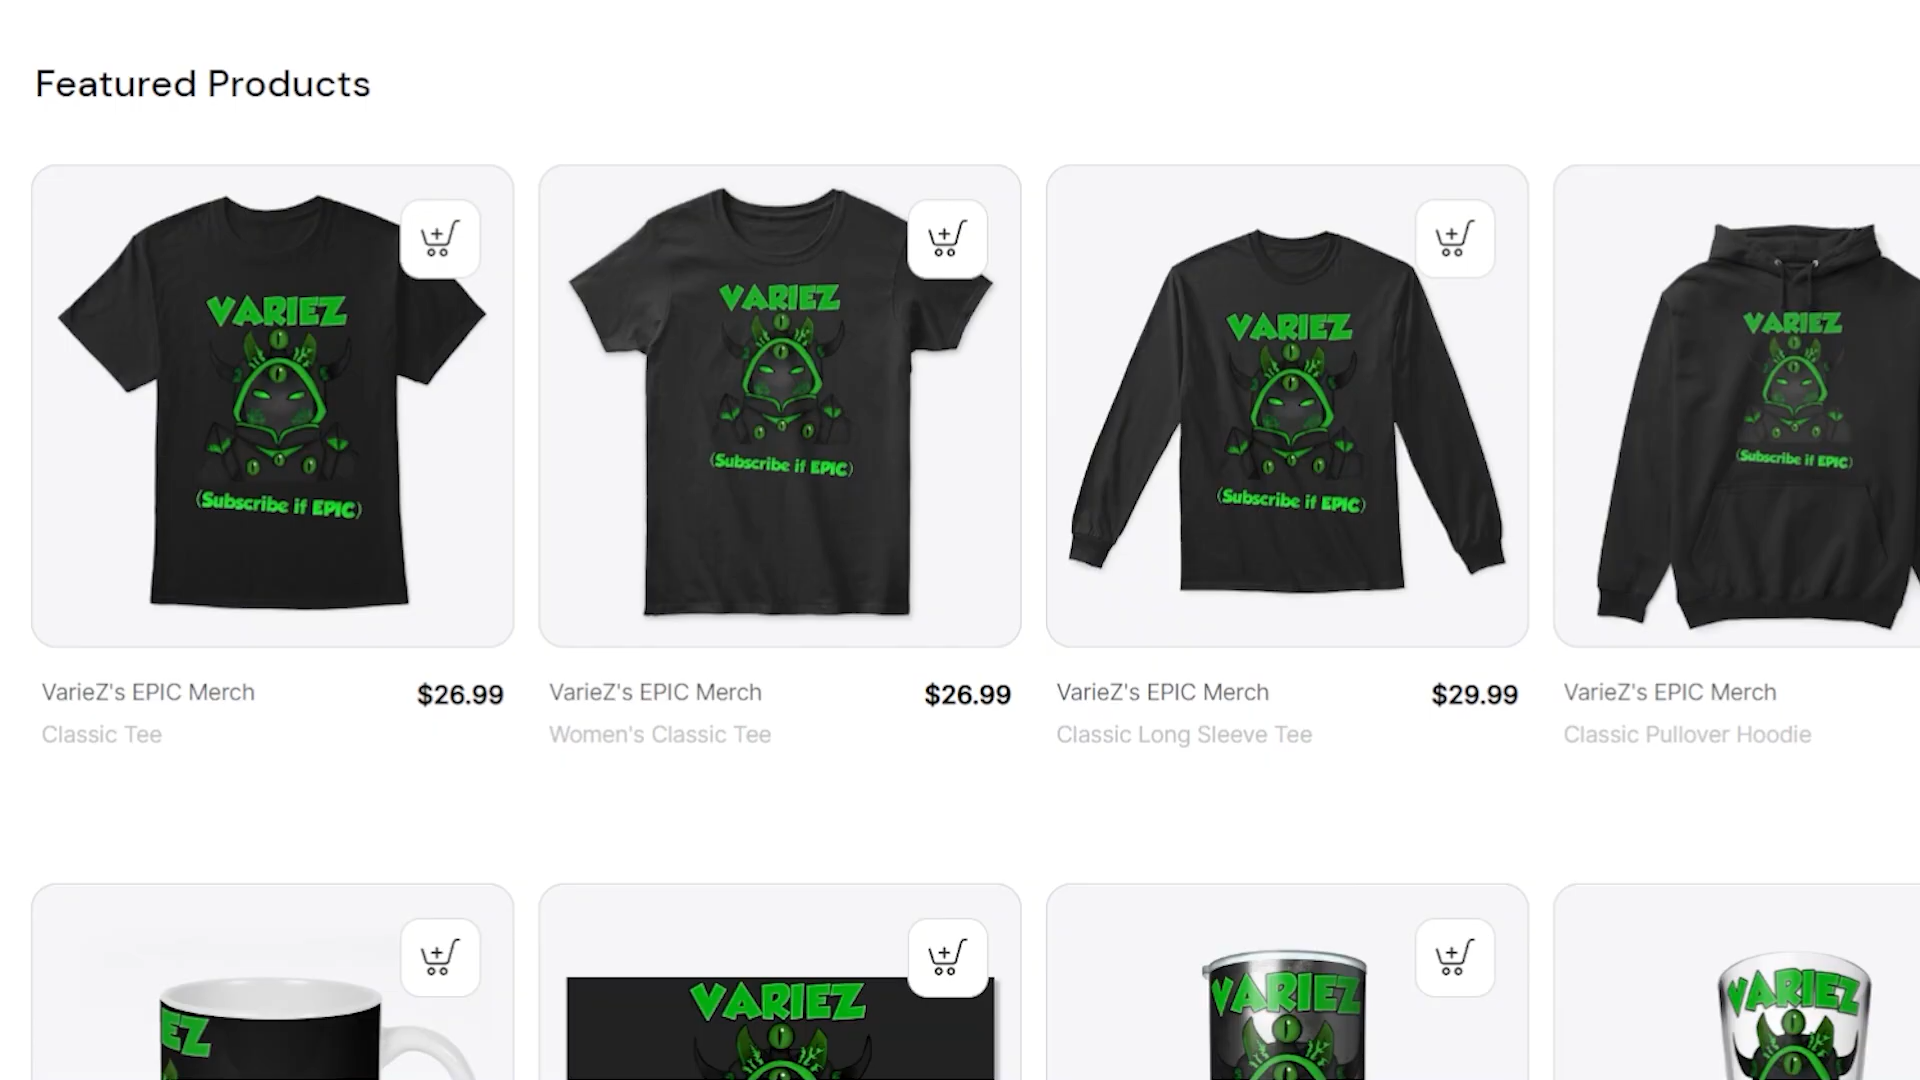 Featured Products
VARIEZ
(Subscribe if EPIC)
VARIEZ
(Subscribe if EPIC)
VARIEZ
(Subscribe if EPIC)
VARIEZ
(Subscribe if EPIC)
VarieZ's EPIC Merch
$26.99
Classic Tee
VarieZ's EPIC Merch
$26.99
Women's Classic Tee
VarieZ's EPIC Merch
$29.99
Classic Long Sleeve Tee
VarieZ's EPIC Merch
Classic Pullover Hoodie
EZ
VARIEZ
VARIEZ
VARIEZ